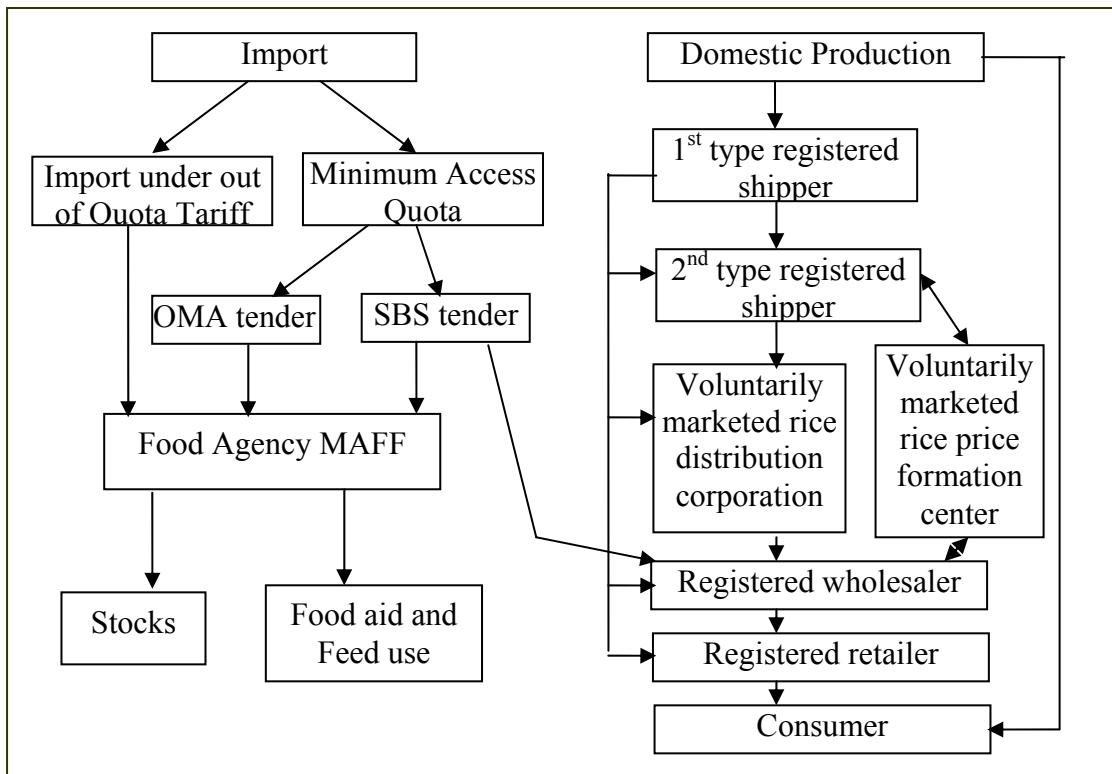 Import
Domestic Production
Import under out
of Quota Tariff
Minimum Access
Quota
1st type registered
shipper
2nd type registered
shipper
OMA tender
SBS tender
Voluntarily
marketed rice
distribution
corporation
Voluntarily
marketed
rice price
formation
center
Food Agency MAFF
Stocks
Food aid and
Feed use
Registered wholesaler
Registered retailer
Consumer